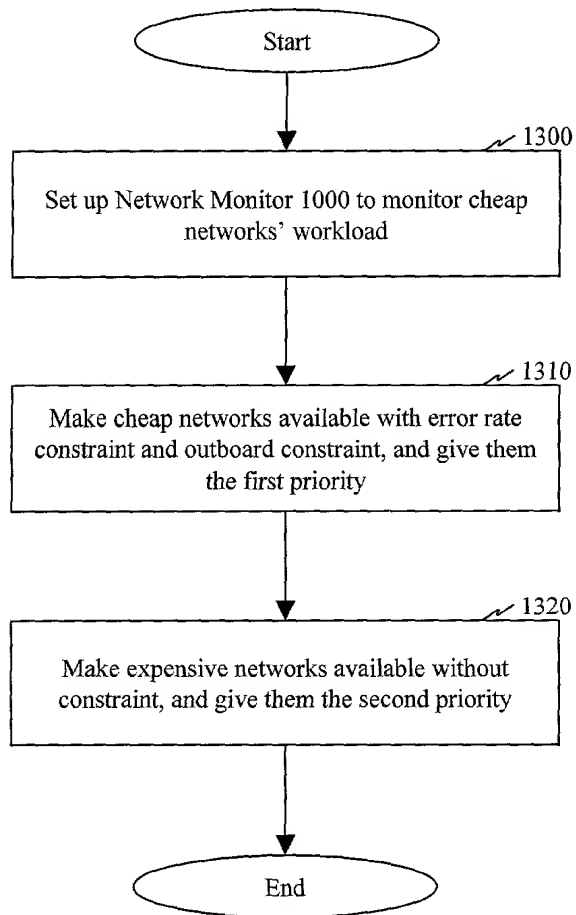 Start
1300
Set up Network Monitor 1000 to monitor cheap
networks' workload
1310
Make cheap networks available with error rate
constraint and outboard constraint, and give them
the first priority
1320
Make expensive networks available without
constraint, and give them the second priority
End